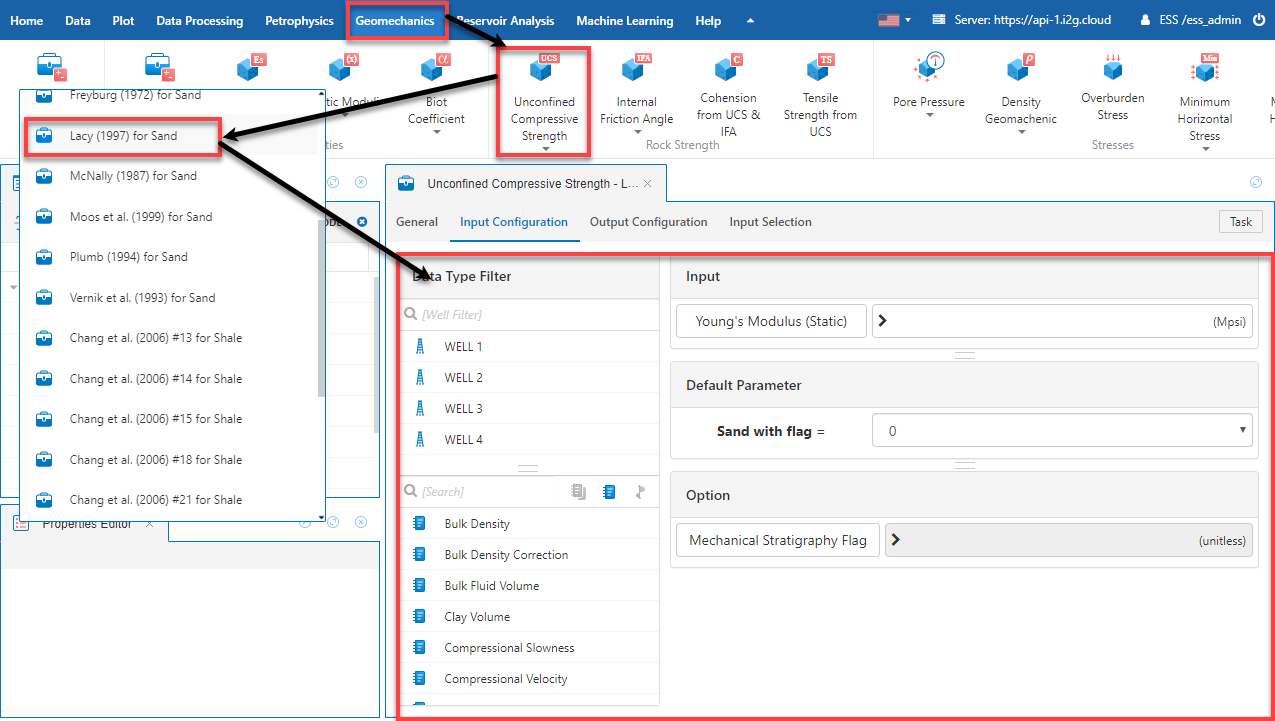 Home Data Plot Data Processing Petrophysics Geomechanics Reservoir Analysis Machine Learning Help Server: https://api-1.i2g.cloud ESS /ess_admin
Es (x) α UCS IFA C TS ρ Min
Unconfined Compressive Strength
Internal Friction Angle
Cohension from UCS & IFA
Tensile Strength from UCS
Biot Coefficient
Pore Pressure
Density Geomachenic
Overburden Stress
Minimum Horizontal Stress
Rock Strength
Stresses
Freyburg (1972) for Sand
Lacy (1997) for Sand
McNally (1987) for Sand
Moos et al. (1999) for Sand
Plumb (1994) for Sand
Vernik et al. (1993) for Sand
Chang et al. (2006) #13 for Shale
Chang et al. (2006) #14 for Shale
Chang et al. (2006) #15 for Shale
Chang et al. (2006) #18 for Shale
Chang et al. (2006) #21 for Shale
Properties Editor
Unconfined Compressive Strength - L...
General Input Configuration Output Configuration Input Selection Task
Data Type Filter
[Well Filter]
WELL 1
WELL 2
WELL 3
WELL 4
[Search]
Bulk Density
Bulk Density Correction
Bulk Fluid Volume
Clay Volume
Compressional Slowness
Compressional Velocity
Input
Young's Modulus (Static) (Mpsi)
Default Parameter
Sand with flag = 0
Option
Mechanical Stratigraphy Flag (unitless)